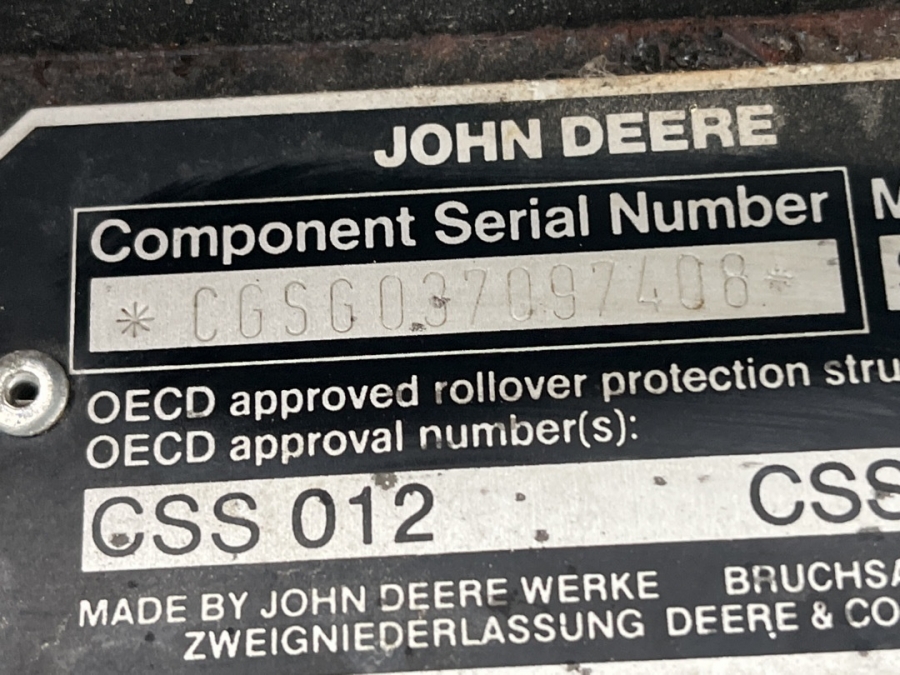 JOHN DEERE
Component Serial Number
* CGSG037097408*
OECD approved rollover protection stru
OECD approval number(s):
CSS 012 CSS
MADE BY JOHN DEERE WERKE BRUCHSA
ZWEIGNIEDERLASSUNG DEERE & CO